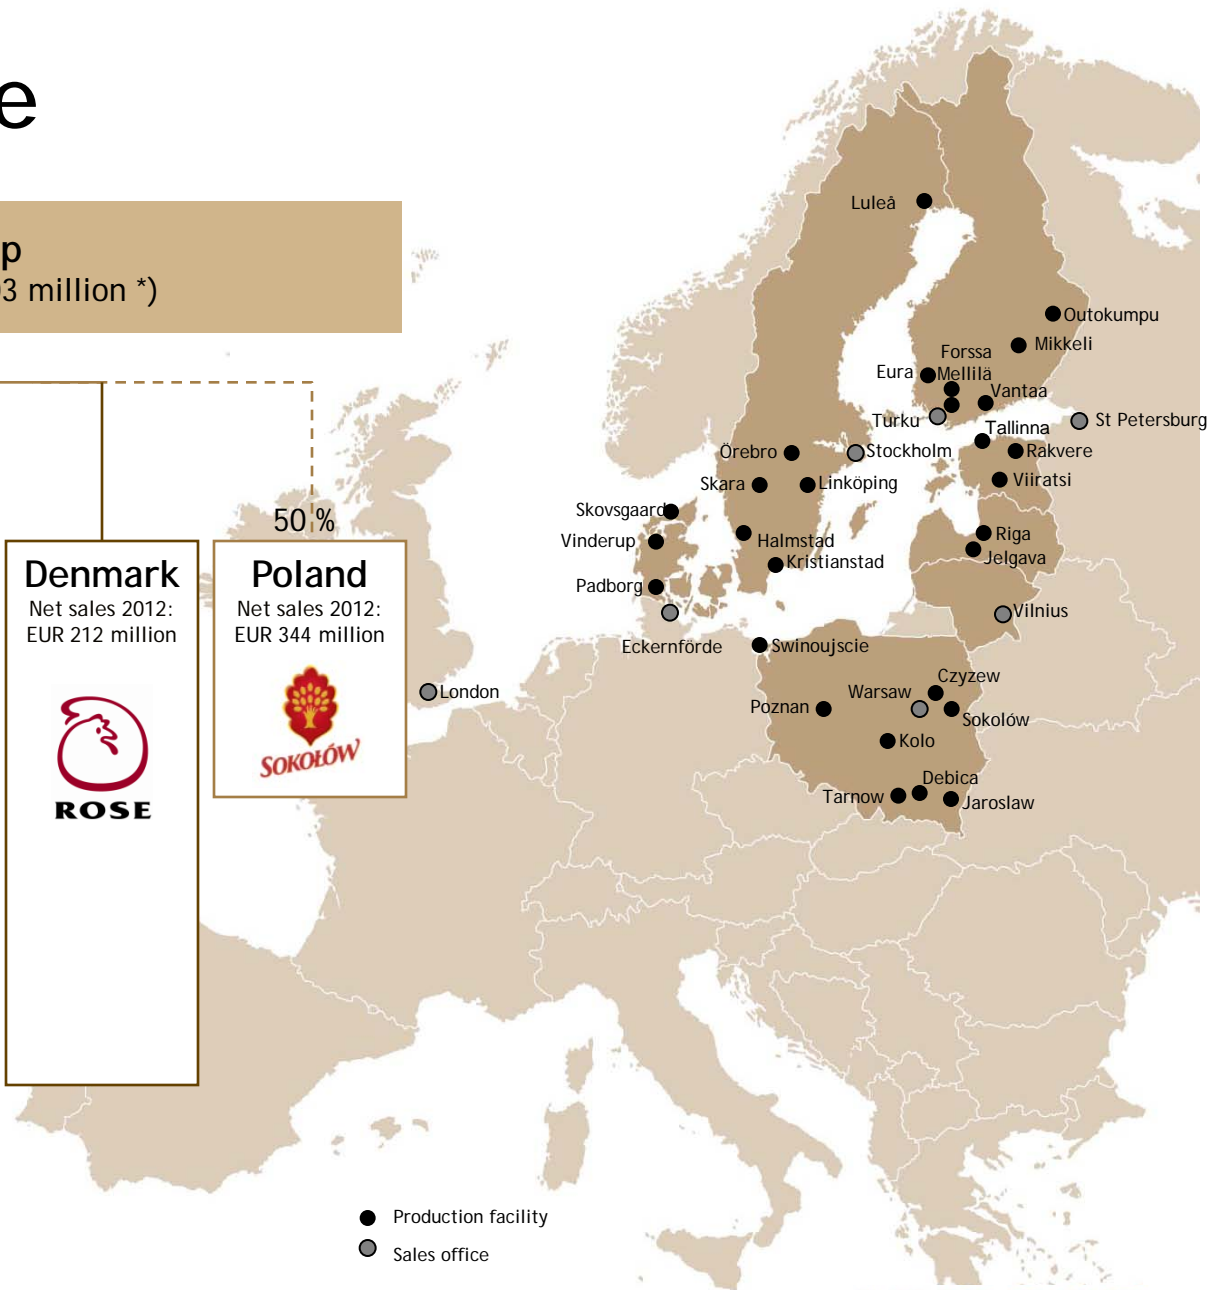 e
p
3 million *)
50 %
Denmark
Net sales 2012:
EUR 212 million
ROSE
Poland
Net sales 2012:
EUR 344 million
SOKOŁÓW
Luleå
Outokumpu
Mikkeli
Forssa
Eura
Mellilä
Vantaa
Turku
St Petersburg
Tallinna
Örebro
Stockholm
Rakvere
Skara
Linköping
Viiratsi
Skovsgaard
Vinderup
Halmstad
Riga
Kristianstad
Jelgava
Padborg
Vilnius
Eckernförde
Swinoujscie
London
Czyzew
Warsaw
Poznan
Sokolów
Kolo
Debica
Tarnow
Jaroslaw
Production facility
Sales office